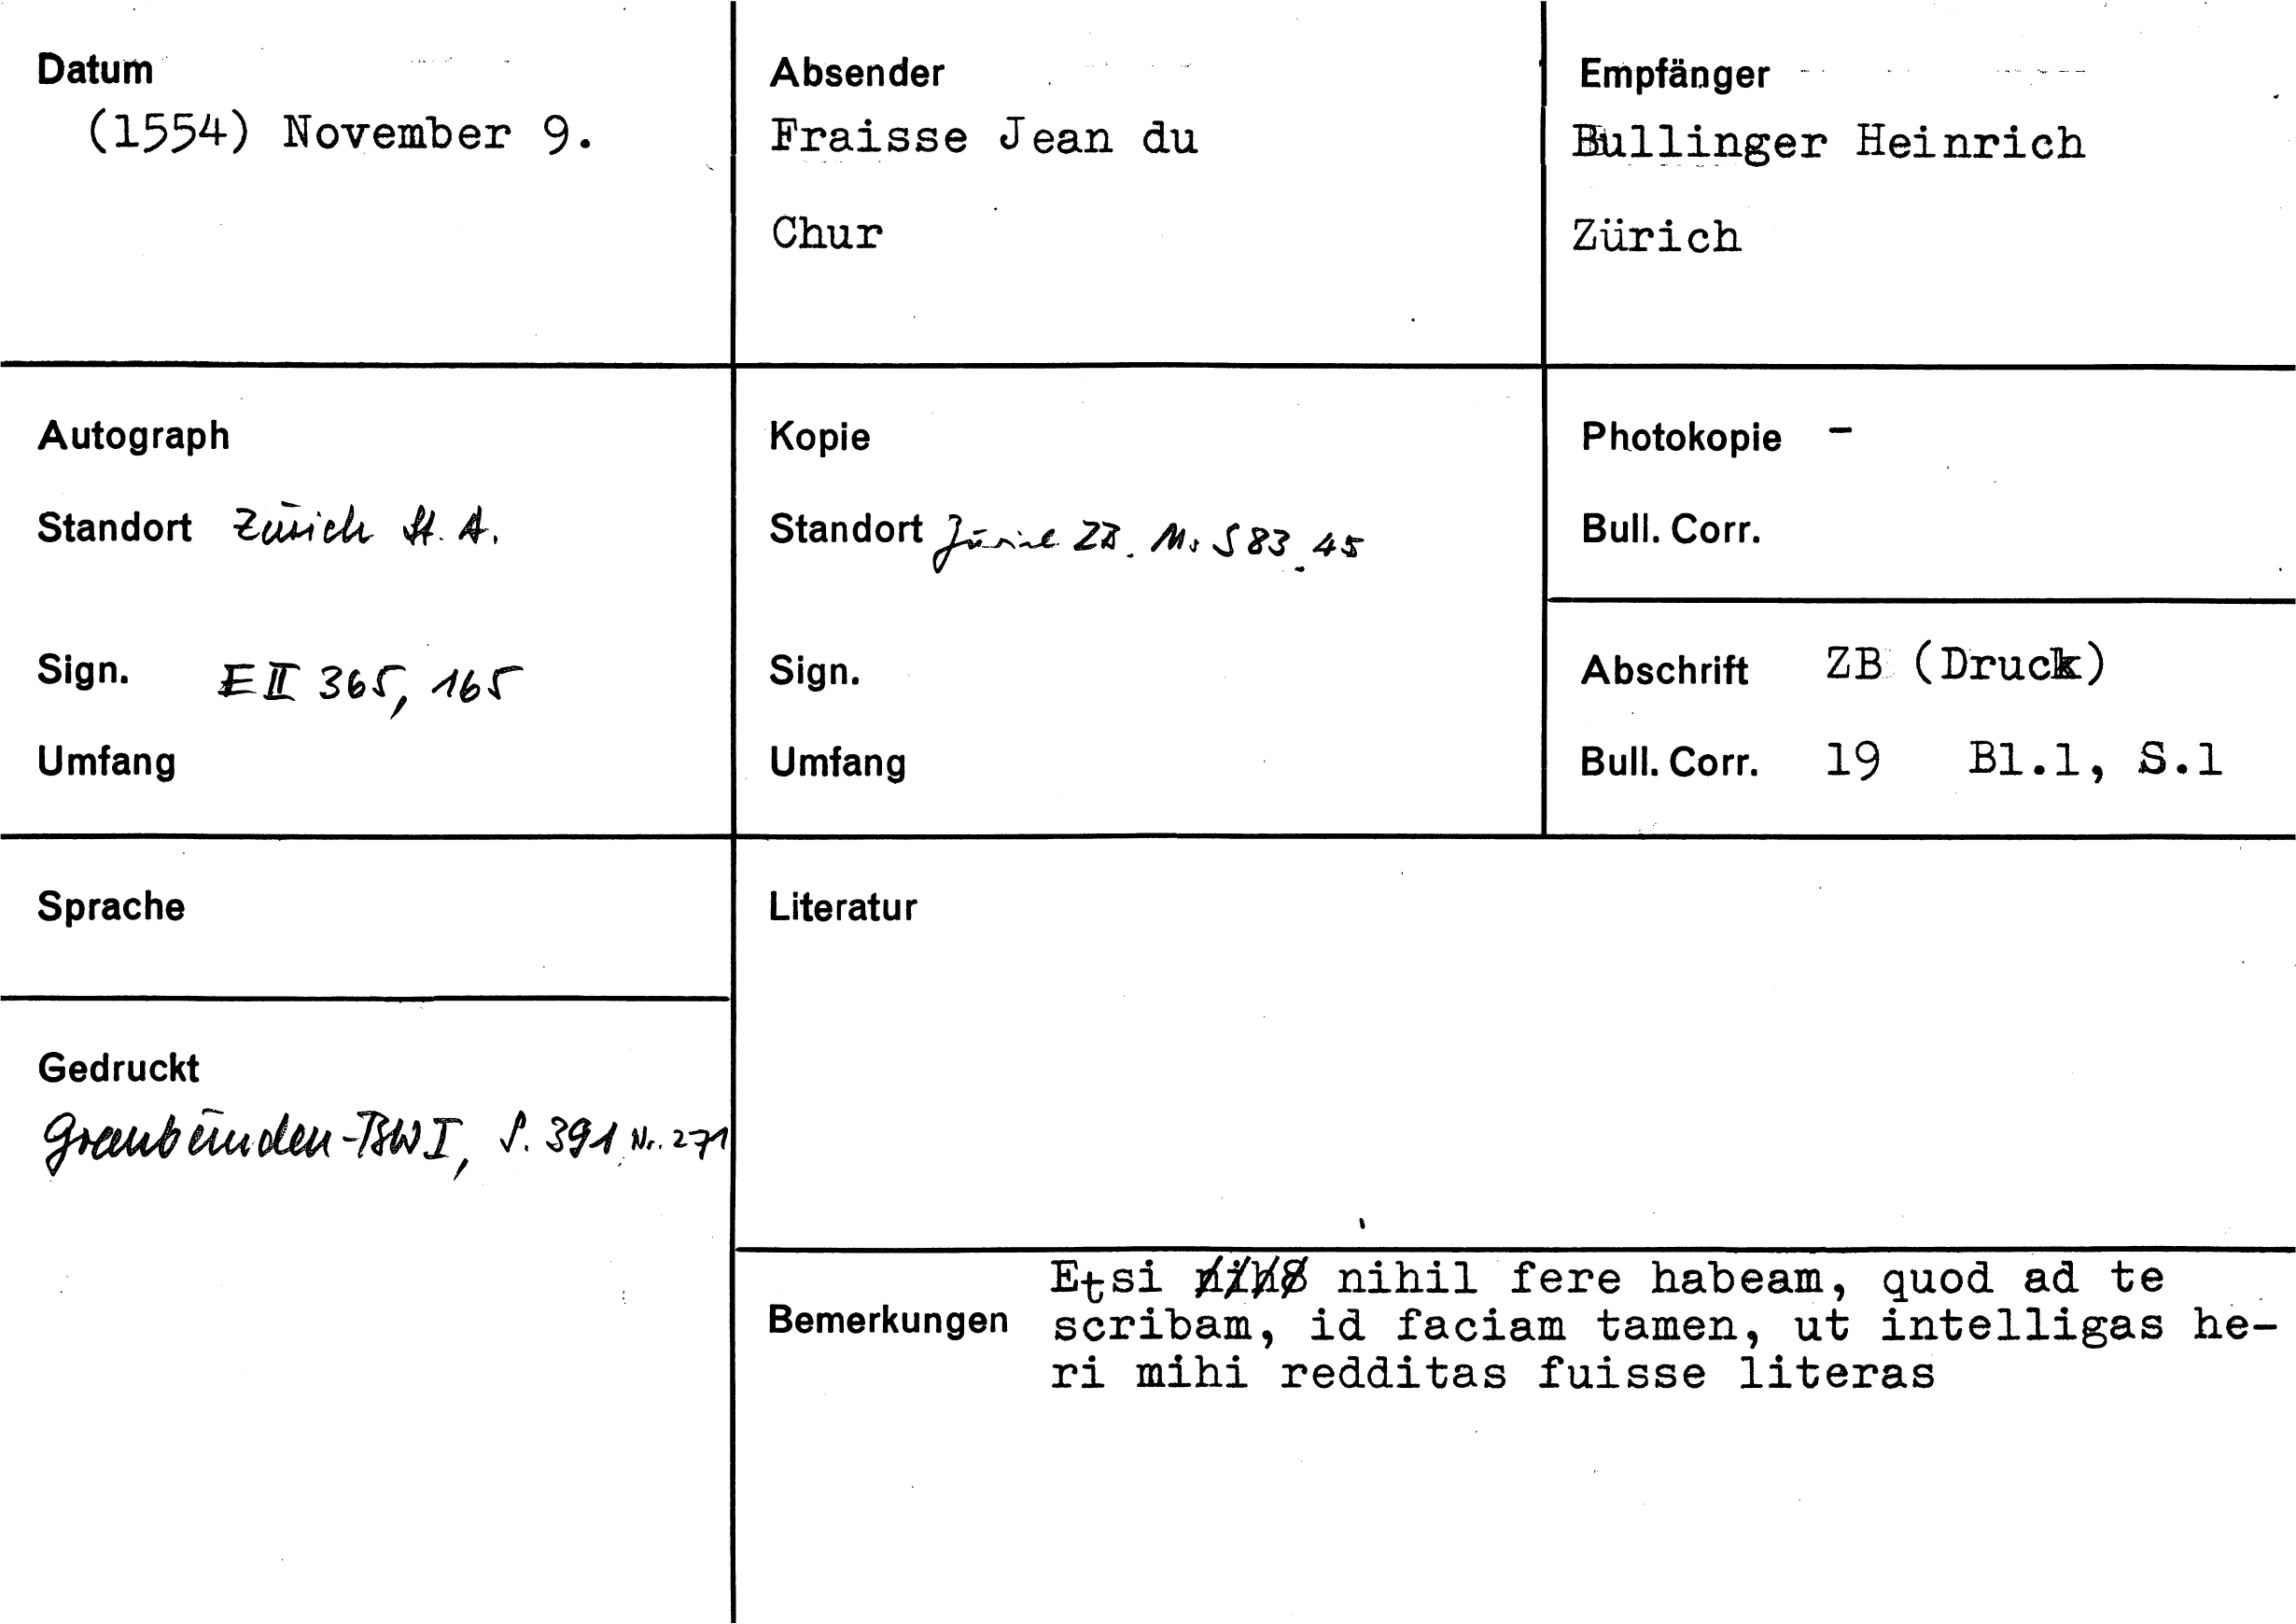 Datum
(1554) November 9.
Absender
Fraisse Jean du
Chur
Empfänger
Bullinger Heinrich
Zürich
Autograph
Standort Zürich St. A.
Sign. E II 365, 165
Umfang
Kopie
Standort Zürich ZB. Ms S 83, 45
Sign.
Umfang
Photokopie -
Bull. Corr.
Abschrift ZB (Druck)
Bull. Corr. 19 Bl.1, S.1
Sprache
Gedruckt
Graubünden-BW I, S. 391 Nr. 271
Literatur
Bemerkungen
Etsi nihil fere habeam, quod ad te
scribam, id faciam tamen, ut intelligas he-
ri mihi redditas fuisse literas